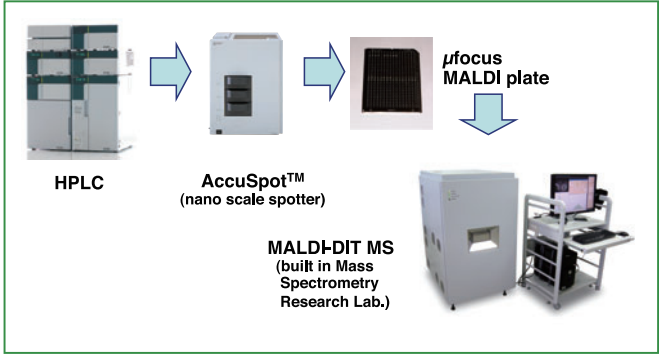 µfocus
MALDI plate
HPLC
AccuSpot™
(nano scale spotter)
MALDI-DIT MS
(built in Mass
Spectrometry
Research Lab.)